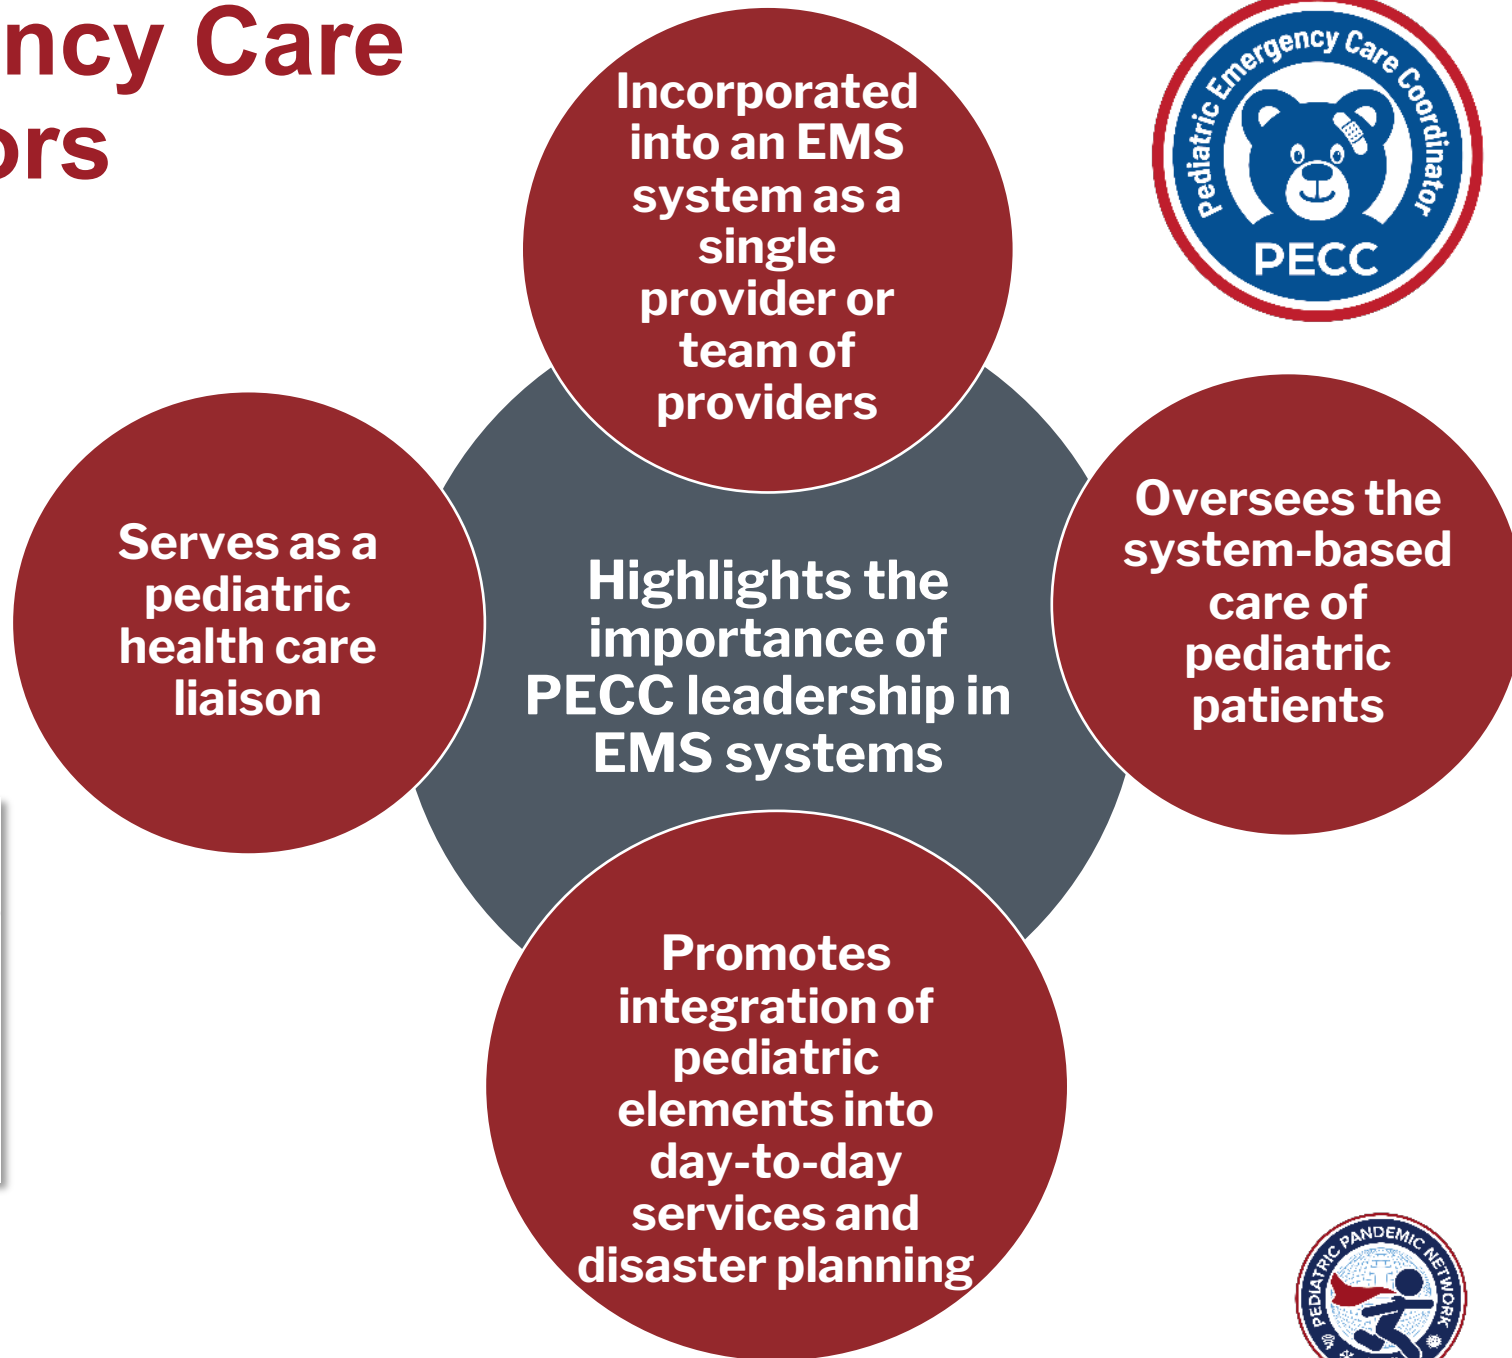 ncy Care
ors
Pediatric Emergency Care Coordinator
PECC
Incorporated
into an EMS
system as a
single
provider or
team of
providers
Serves as a
pediatric
health care
liaison
Highlights the
importance of
PECC leadership in
EMS systems
Oversees the
system-based
care of
pediatric
patients
Promotes
integration of
pediatric
elements into
day-to-day
services and
disaster planning
PEDIATRIC PANDEMIC NETWORK